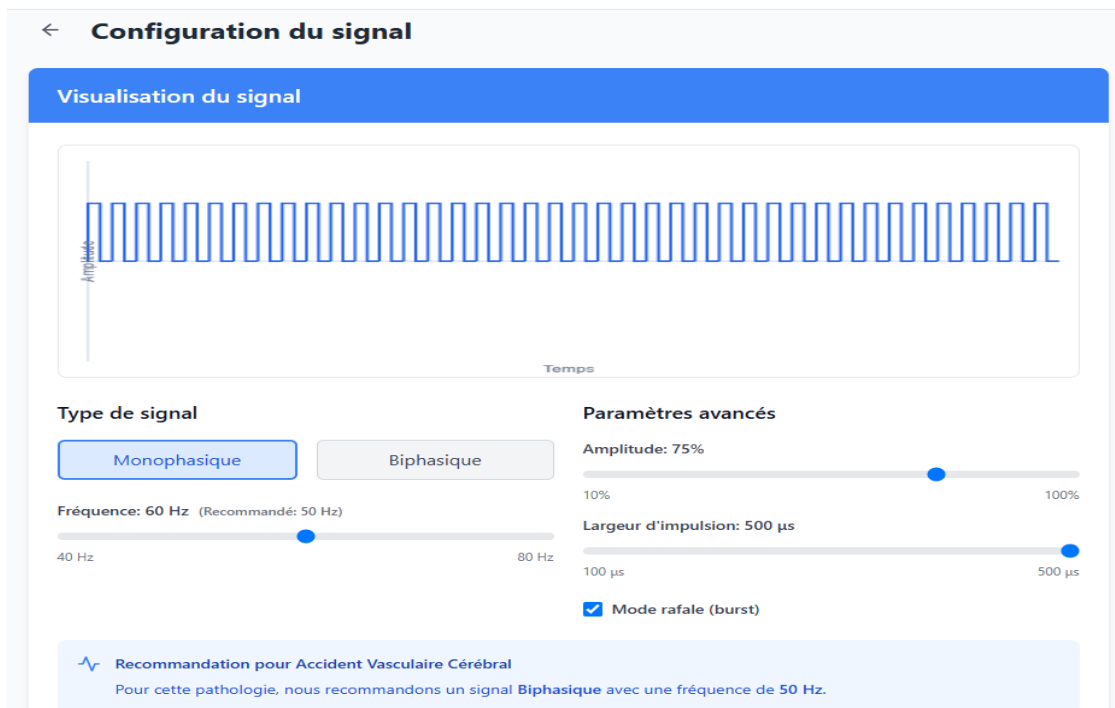 Configuration du signal
Visualisation du signal
Amplitude
Temps
Type de signal
Monophasique
Biphasique
Fréquence: 60 Hz (Recommandé: 50 Hz)
40 Hz
80 Hz
Paramètres avancés
Amplitude: 75%
10%
100%
Largeur d'impulsion: 500 µs
100 µs
500 µs
Mode rafale (burst)
Recommandation pour Accident Vasculaire Cérébral
Pour cette pathologie, nous recommandons un signal Biphasique avec une fréquence de 50 Hz.